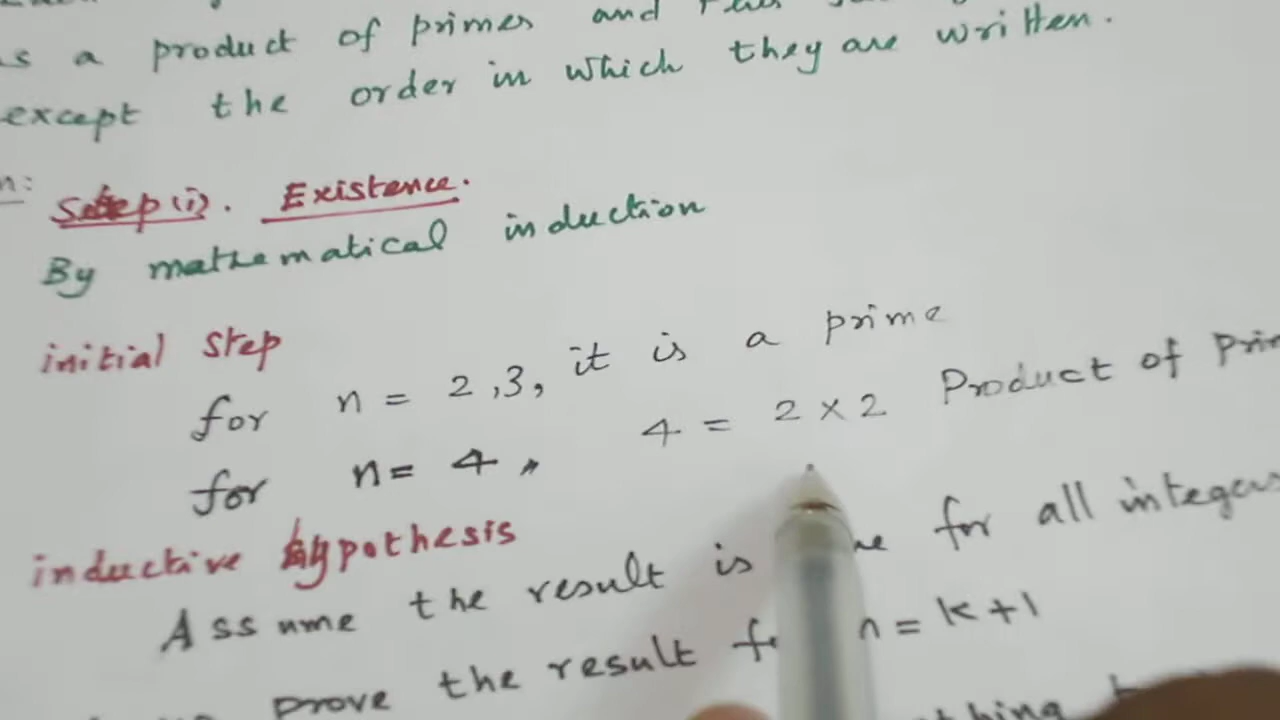 s a product of primes and
except the order in which they are written.
n:
Step (i). Existence.
By mathematical induction
initial step
for n = 2,3, it is a prime
for n = 4, 4 = 2 × 2 Product of
inductive hypothesis
Assume the result is for all integers
prove the result n = k+1